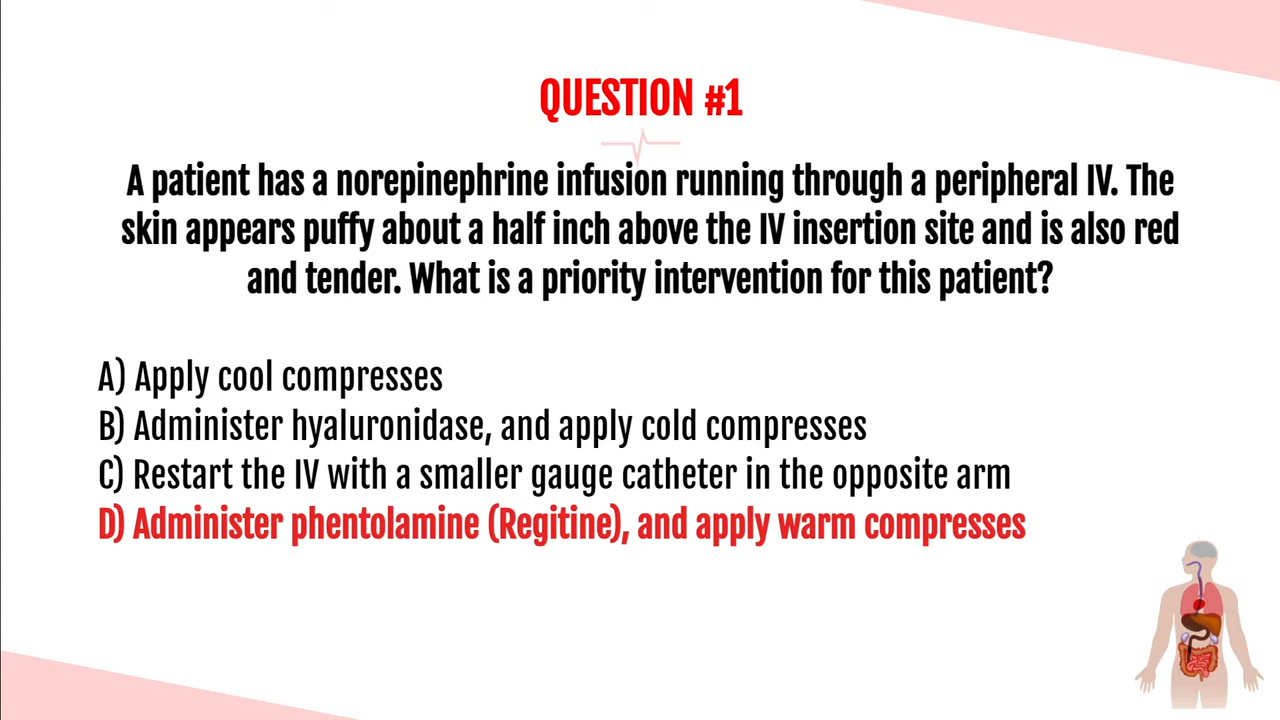 QUESTION #1
A patient has a norepinephrine infusion running through a peripheral IV. The
skin appears puffy about a half inch above the IV insertion site and is also red
and tender. What is a priority intervention for this patient?
A) Apply cool compresses
B) Administer hyaluronidase, and apply cold compresses
C) Restart the IV with a smaller gauge catheter in the opposite arm
D) Administer phentolamine (Regitine), and apply warm compresses